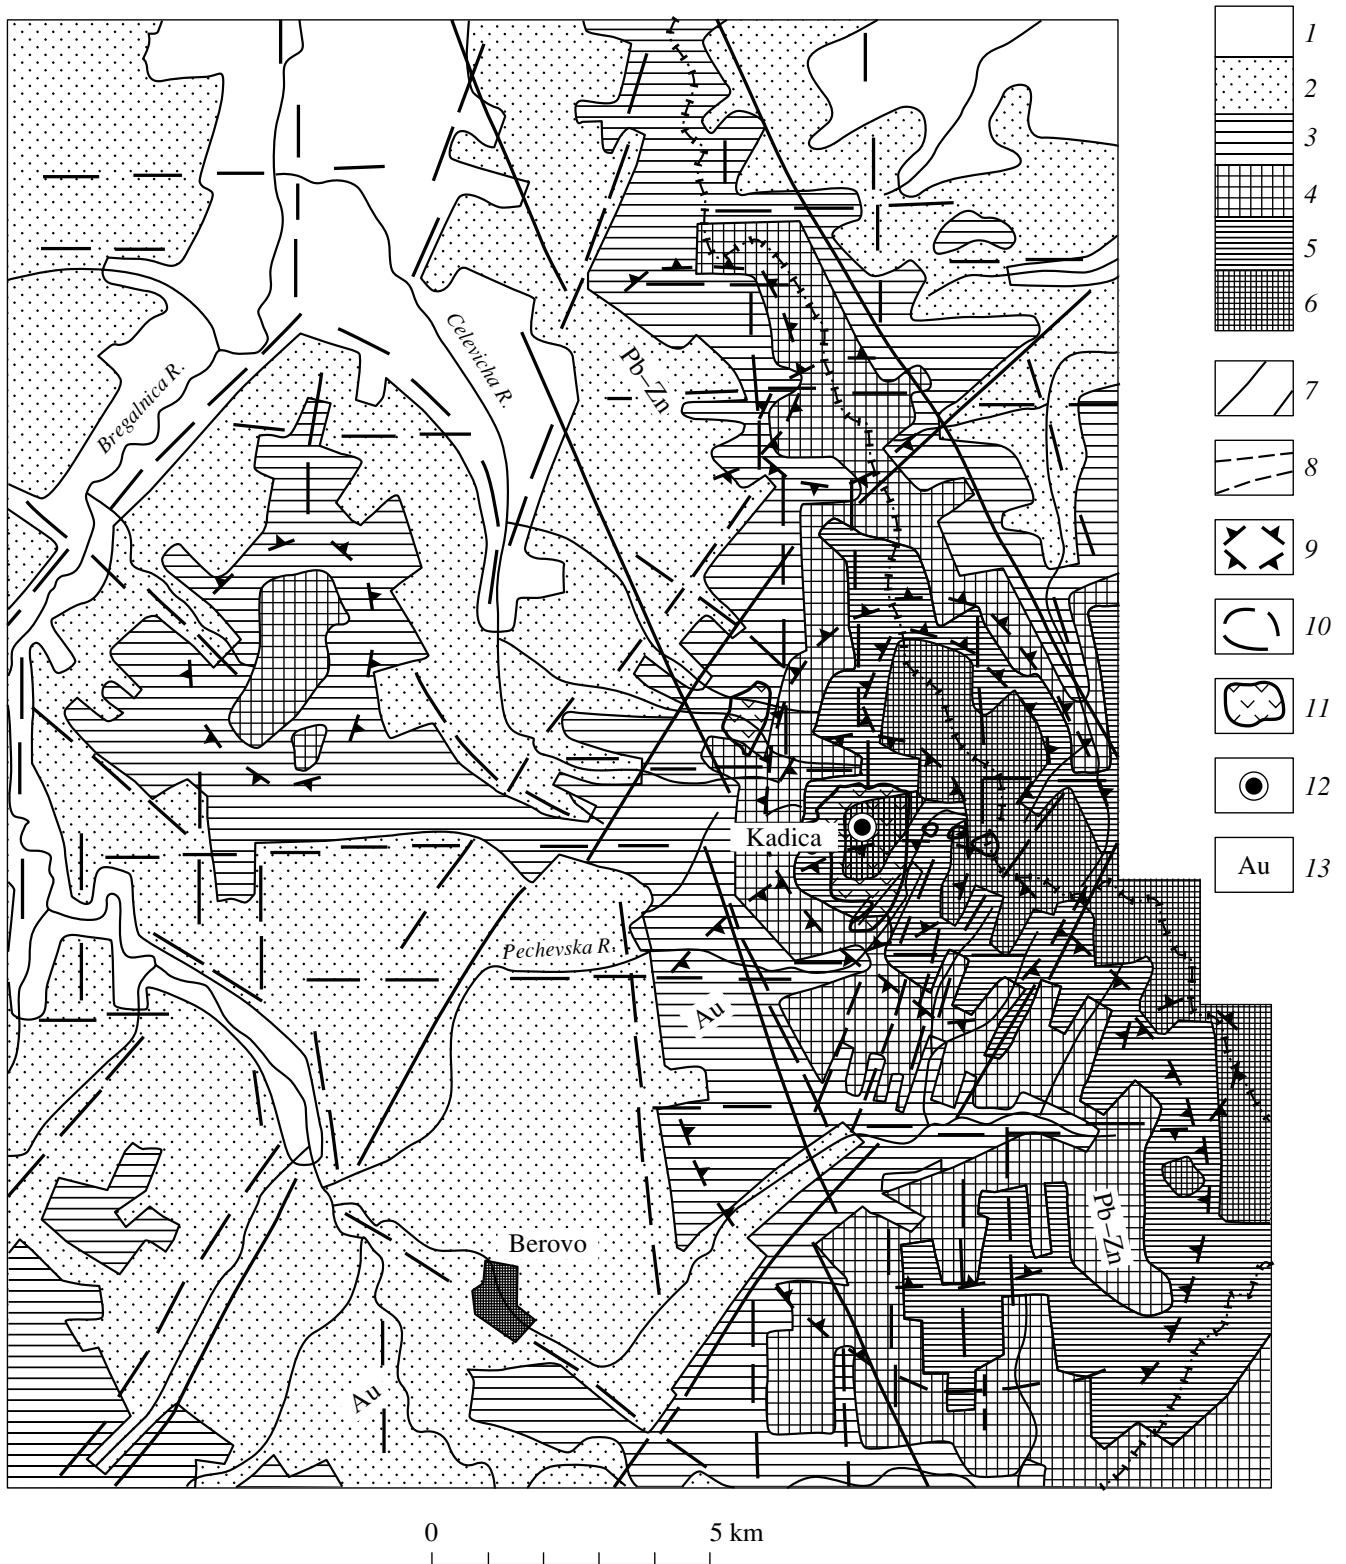 1
2
3
4
5
6
7
8
9
10
11
12
Au 13
Celevicha R.
Pb–Zn
Bregalnica R.
Kadica
Pechevska R.
Au
Pb–Zn
Berovo
Au
0 5 km